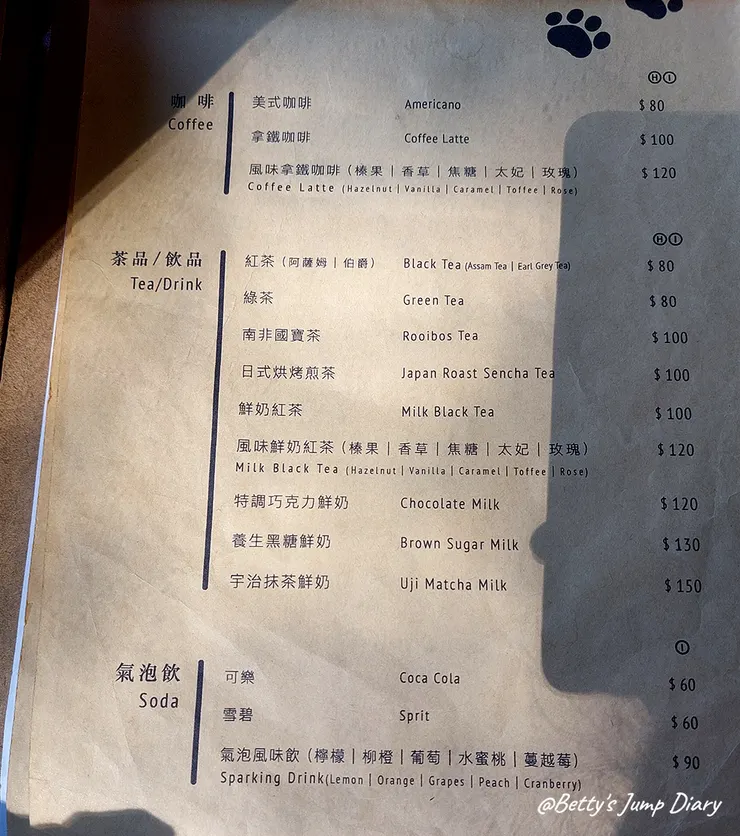 Ⓗ Ⓘ
咖啡 美式咖啡 Americano $ 80
Coffee
拿鐵咖啡 Coffee Latte $ 100
風味拿鐵咖啡（榛果｜香草｜焦糖｜太妃｜玫瑰） $ 120
Coffee Latte (Hazelnut | Vanilla | Caramel | Toffee | Rose)
Ⓗ Ⓘ
茶品/飲品 紅茶（阿薩姆｜伯爵） Black Tea (Assam Tea | Earl Grey Tea) $ 80
Tea/Drink
綠茶 Green Tea $ 80
南非國寶茶 Rooibos Tea $ 100
日式烘烤煎茶 Japan Roast Sencha Tea $ 100
鮮奶紅茶 Milk Black Tea $ 100
風味鮮奶紅茶（榛果｜香草｜焦糖｜太妃｜玫瑰） $ 120
Milk Black Tea (Hazelnut | Vanilla | Caramel | Toffee | Rose)
特調巧克力鮮奶 Chocolate Milk $ 120
養生黑糖鮮奶 Brown Sugar Milk $ 130
宇治抹茶鮮奶 Uji Matcha Milk $ 150
Ⓘ
氣泡飲 可樂 Coca Cola $ 60
Soda
雪碧 Sprit $ 60
氣泡風味飲（檸檬｜柳橙｜葡萄｜水蜜桃｜蔓越莓） $ 90
Sparking Drink(Lemon | Orange | Grapes | Peach | Cranberry)
@Betty's Jump Diary